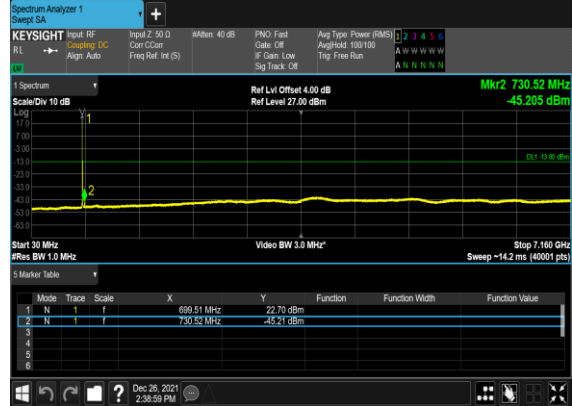 Spectrum Analyzer 1
Swept SA
+
KEYSIGHT Input: RF Input Z: 50 Ω #Atten: 40 dB PNO: Fast Avg Type: Power (RMS) 1 2 3 4 5 6
RL Coupling: DC Corr CCorr Gate: Off Avg|Hold: 100/100 A W W W W W
Align: Auto Freq Ref: Int (S) IF Gain: Low Trig: Free Run
Sig Track: Off A N N N N N
1 Spectrum Ref Lvl Offset 4.00 dB Mkr2 730.52 MHz
Scale/Div 10 dB Ref Level 27.00 dBm -45.205 dBm
Log
17.0 1
7.00
-3.00
-13.0 DL1 -13.00 dBm
-23.0
-33.0
-43.0 2
-53.0
-63.0
Start 30 MHz Video BW 3.0 MHz* Stop 7.160 GHz
#Res BW 1.0 MHz Sweep ~14.2 ms (40001 pts)
5 Marker Table
Mode Trace Scale X Y Function Function Width Function Value
1 N 1 f 699.51 MHz 22.70 dBm
2 N 1 f 730.52 MHz -45.21 dBm
3
4
5
6
? Dec 26, 2021
2:38:59 PM